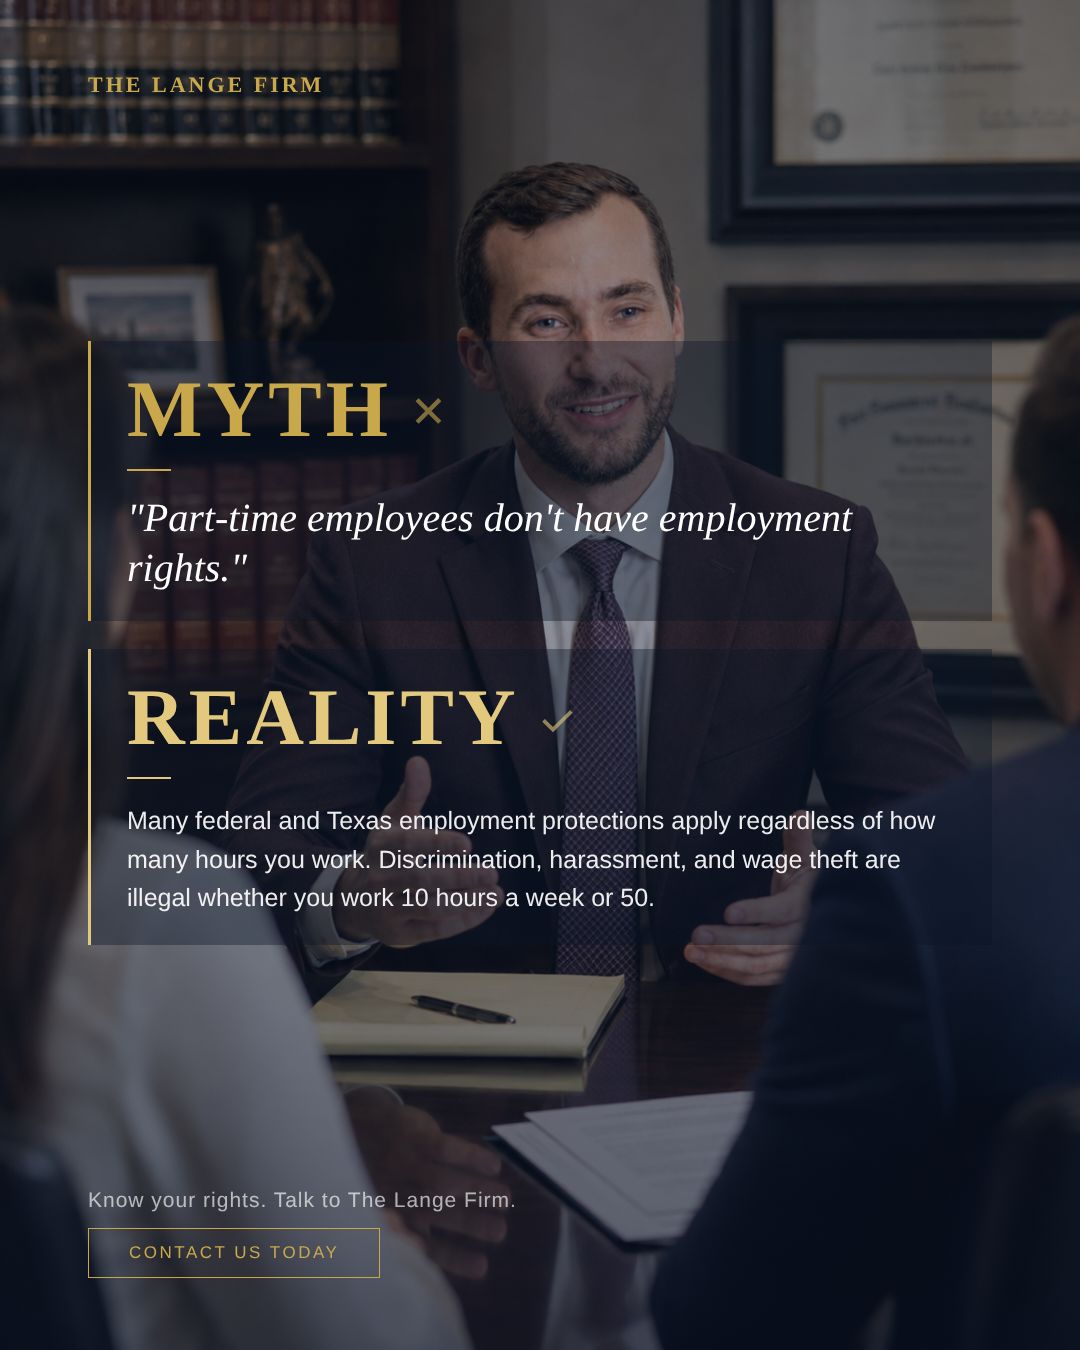 THE LANGE FIRM
MYTH ×
"Part-time employees don't have employment
rights."
REALITY ✓
Many federal and Texas employment protections apply regardless of how
many hours you work. Discrimination, harassment, and wage theft are
illegal whether you work 10 hours a week or 50.
Know your rights. Talk to The Lange Firm.
CONTACT US TODAY